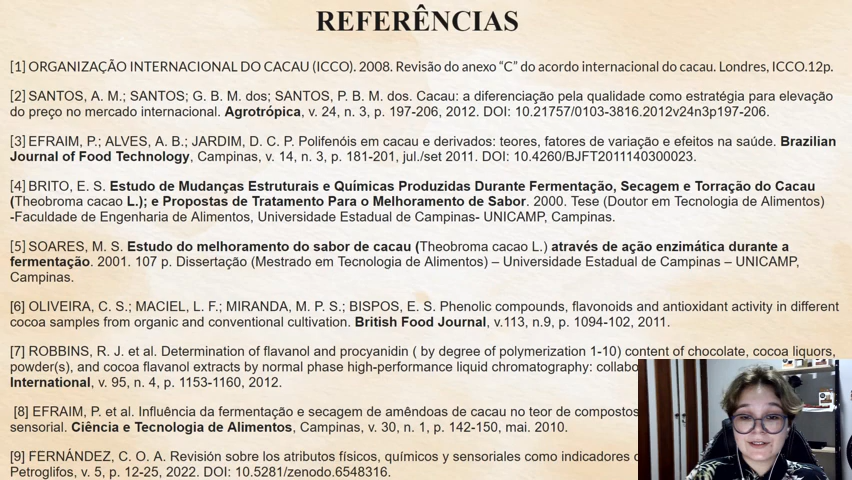 REFERÊNCIAS
[1] ORGANIZAÇÃO INTERNACIONAL DO CACAU (ICCO). 2008. Revisão do anexo “C” do acordo internacional do cacau. Londres, ICCO.12p.
[2] SANTOS, A. M.; SANTOS; G. B. M. dos; SANTOS, P. B. M. dos. Cacau: a diferenciação pela qualidade como estratégia para elevação
do preço no mercado internacional. Agrotrópica, v. 24, n. 3, p. 197-206, 2012. DOI: 10.21757/0103-3816.2012v24n3p197-206.
[3] EFRAIM, P.; ALVES, A. B.; JARDIM, D. C. P. Polifenóis em cacau e derivados: teores, fatores de variação e efeitos na saúde. Brazilian
Journal of Food Technology, Campinas, v. 14, n. 3, p. 181-201, jul./set 2011. DOI: 10.4260/BJFT2011140300023.
[4] BRITO, E. S. Estudo de Mudanças Estruturais e Químicas Produzidas Durante Fermentação, Secagem e Torração do Cacau
(Theobroma cacao L.); e Propostas de Tratamento Para o Melhoramento de Sabor. 2000. Tese (Doutor em Tecnologia de Alimentos)
-Faculdade de Engenharia de Alimentos, Universidade Estadual de Campinas- UNICAMP, Campinas.
[5] SOARES, M. S. Estudo do melhoramento do sabor de cacau (Theobroma cacao L.) através de ação enzimática durante a
fermentação. 2001. 107 p. Dissertação (Mestrado em Tecnologia de Alimentos) – Universidade Estadual de Campinas – UNICAMP,
Campinas.
[6] OLIVEIRA, C. S.; MACIEL, L. F.; MIRANDA, M. P. S.; BISPOS, E. S. Phenolic compounds, flavonoids and antioxidant activity in different
cocoa samples from organic and conventional cultivation. British Food Journal, v.113, n.9, p. 1094-102, 2011.
[7] ROBBINS, R. J. et al. Determination of flavanol and procyanidin ( by degree of polymerization 1-10) content of chocolate, cocoa liquors,
powder(s), and cocoa flavanol extracts by normal phase high-performance liquid chromatography:
International, v. 95, n. 4, p. 1153-1160, 2012.
[8] EFRAIM, P. et al. Influência da fermentação e secagem de amêndoas de cacau no teor de compostos
sensorial. Ciência e Tecnologia de Alimentos, Campinas, v. 30, n. 1, p. 142-150, mai. 2010.
[9] FERNÁNDEZ, C. O. A. Revisión sobre los atributos físicos, químicos y sensoriales como indicadores
Petroglifos, v. 5, p. 12-25, 2022. DOI: 10.5281/zenodo.6548316.